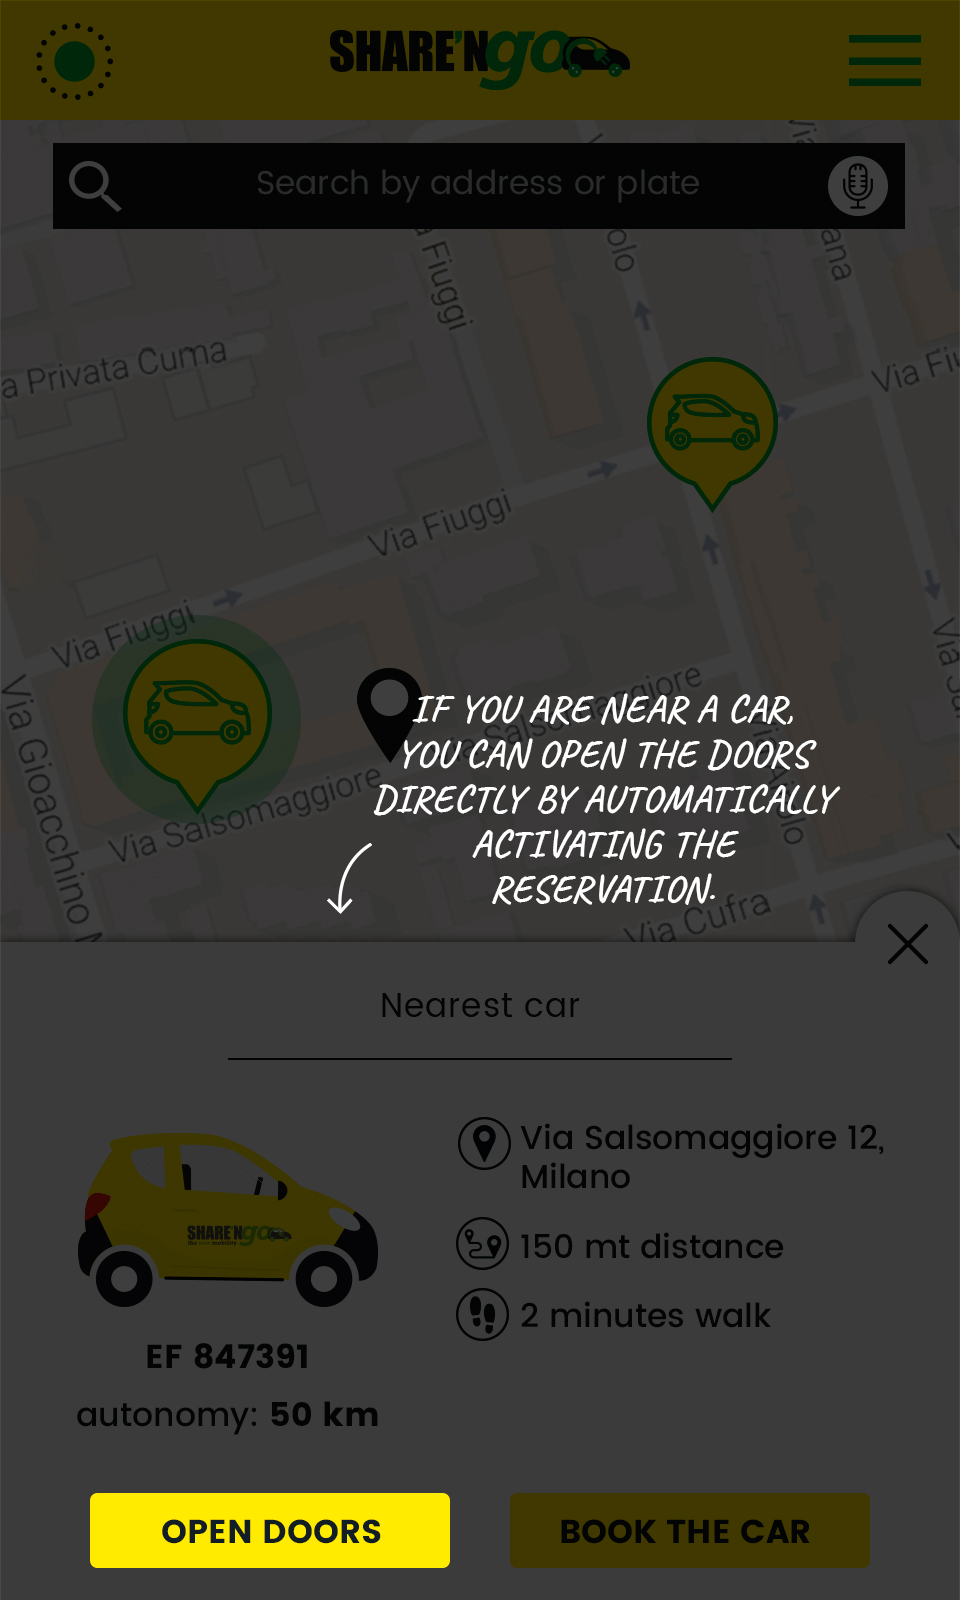 SHARE'NGO
Search by address or plate
a Fiuggi
olo
ana
a Privata Cuma
Via Fiu
Via Fiuggi
Via Fiuggi
Via Gioacchino M
Via Salsomaggiore
IF YOU ARE NEAR A CAR,
YOU CAN OPEN THE DOORS
DIRECTLY BY AUTOMATICALLY
ACTIVATING THE
RESERVATION.
Via Cufra
Nearest car
SHARE'NGO
EF 847391
autonomy: 50 km
Via Salsomaggiore 12,
Milano
150 mt distance
2 minutes walk
OPEN DOORS
BOOK THE CAR